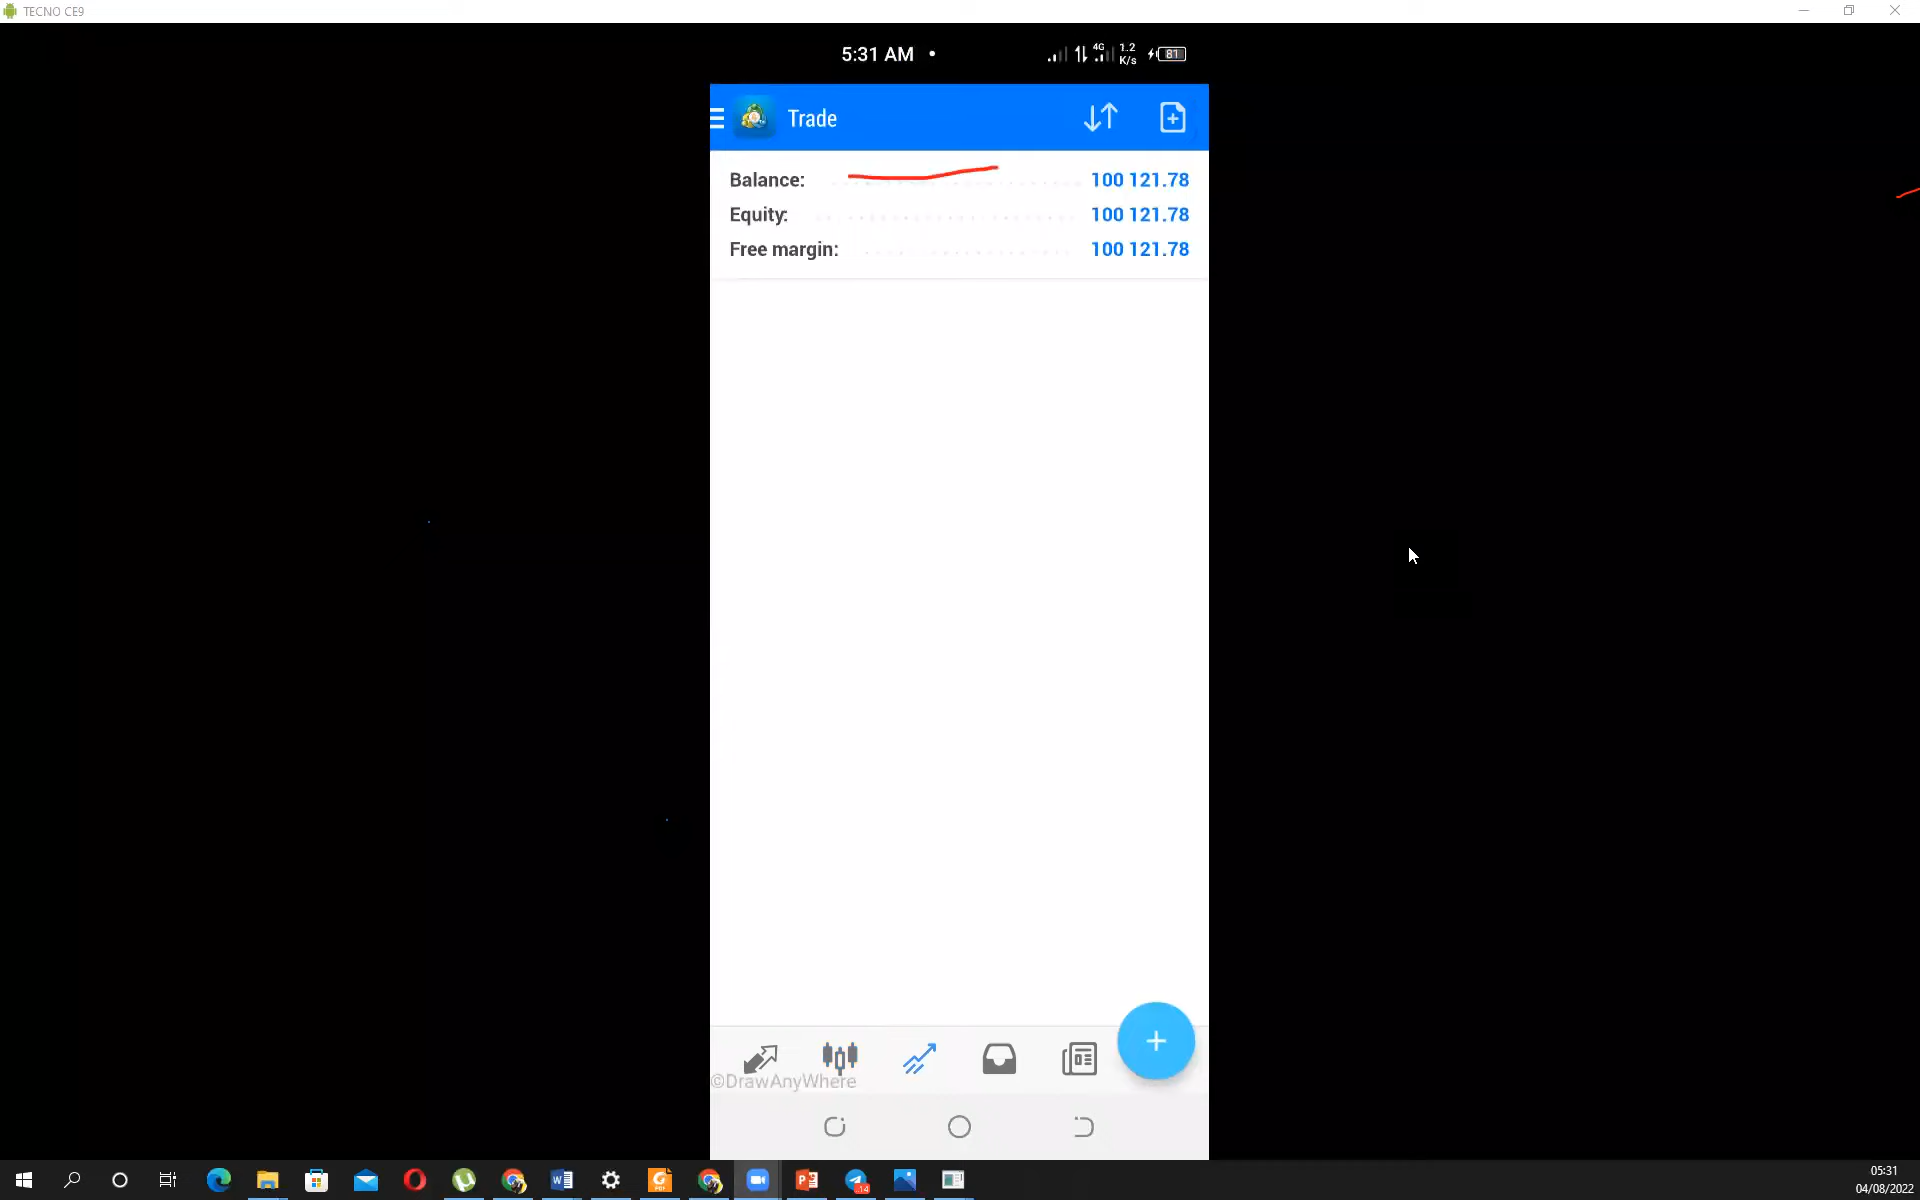 TECNO CE9
5:31 AM
4G
1.2
K/s
81
Trade
Balance: 100 121.78
Equity: 100 121.78
Free margin: 100 121.78
©DrawAnyWhere
14
05:31
04/08/2022